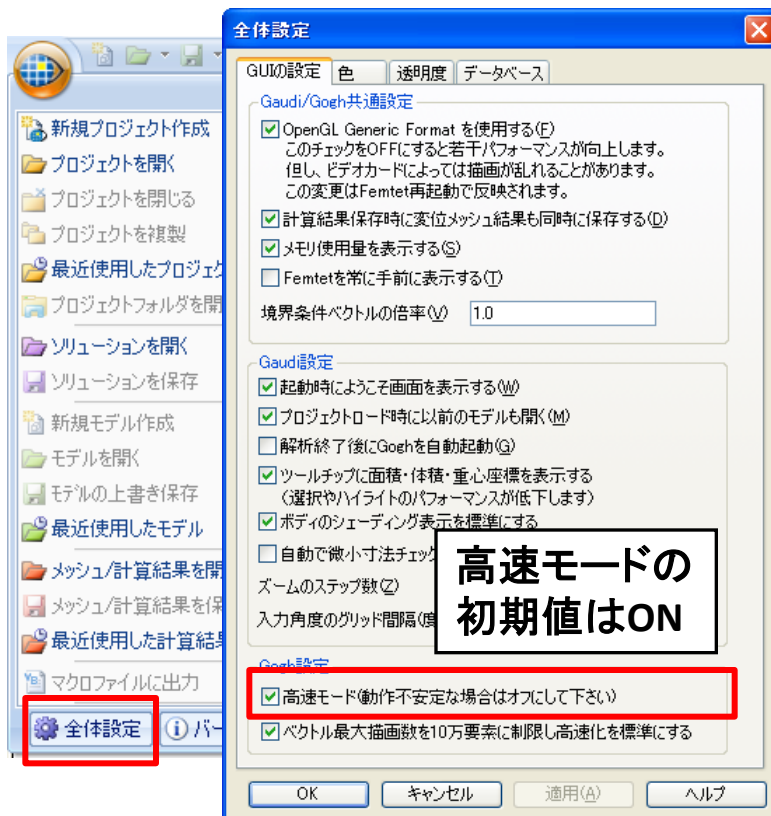 全体設定
GUIの設定
色
透明度
データベース
Gaudi/Gogh共通設定
OpenGL Generic Format を使用する(F)
このチェックをOFFにすると若干パフォーマンスが向上します。
但し、ビデオカードによっては描画が乱れることがあります。
この変更はFemtet再起動で反映されます。
計算結果保存時に変位メッシュ結果も同時に保存する(D)
メモリ使用量を表示する(S)
Femtetを常に手前に表示する(T)
境界条件ベクトルの倍率(V)
1.0
Gaudi設定
起動時にようこそ画面を表示する(W)
プロジェクトロード時に以前のモデルも開く(M)
解析終了後にGoghを自動起動(G)
ツールチップに面積・体積・重心座標を表示する
(選択やハイライトのパフォーマンスが低下します)
ボディのシェーディング表示を標準にする
自動で微小寸法チェック
ズームのステップ数(Z)
入力角度のグリッド間隔(度
高速モードの
初期値はON
Gogh設定
高速モード(動作不安定な場合はオフにして下さい)
ベクトル最大描画数を10万要素に制限し高速化を標準にする
OK
キャンセル
適用(A)
ヘルプ
新規プロジェクト作成
プロジェクトを開く
プロジェクトを閉じる
プロジェクトを複製
最近使用したプロジェク
プロジェクトフォルダを開
ソリューションを開く
ソリューションを保存
新規モデル作成
モデルを開く
モデルの上書き保存
最近使用したモデル
メッシュ/計算結果を開
メッシュ/計算結果を保
最近使用した計算結果
マクロファイルに出力
全体設定
バー